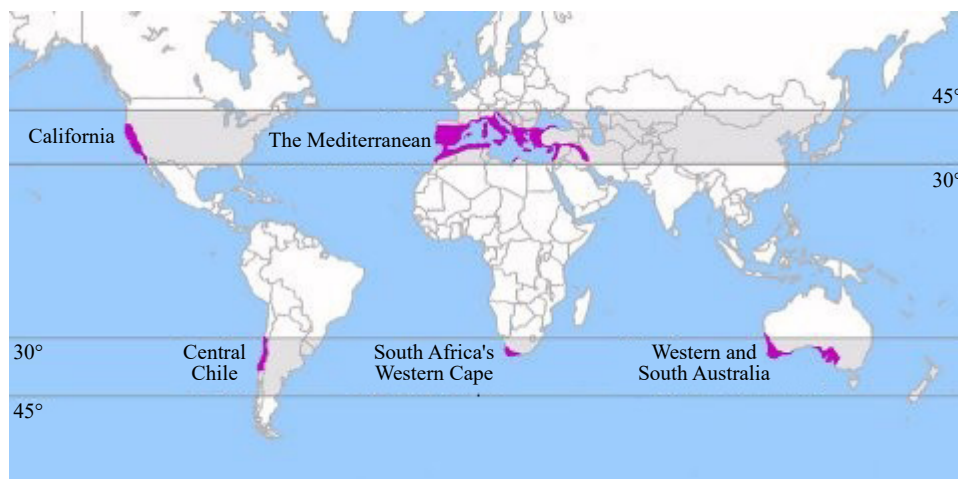 45°
California
The Mediterranean
30°
30°
Central
Chile
South Africa's
Western Cape
Western and
South Australia
45°